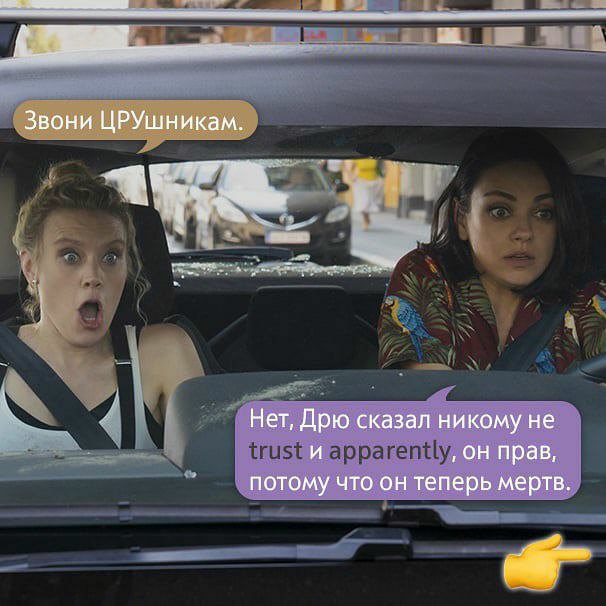 Звони ЦРУшникам.
Нет, Дрю сказал никому не
trust и apparently, он прав,
потому что он теперь мертв.